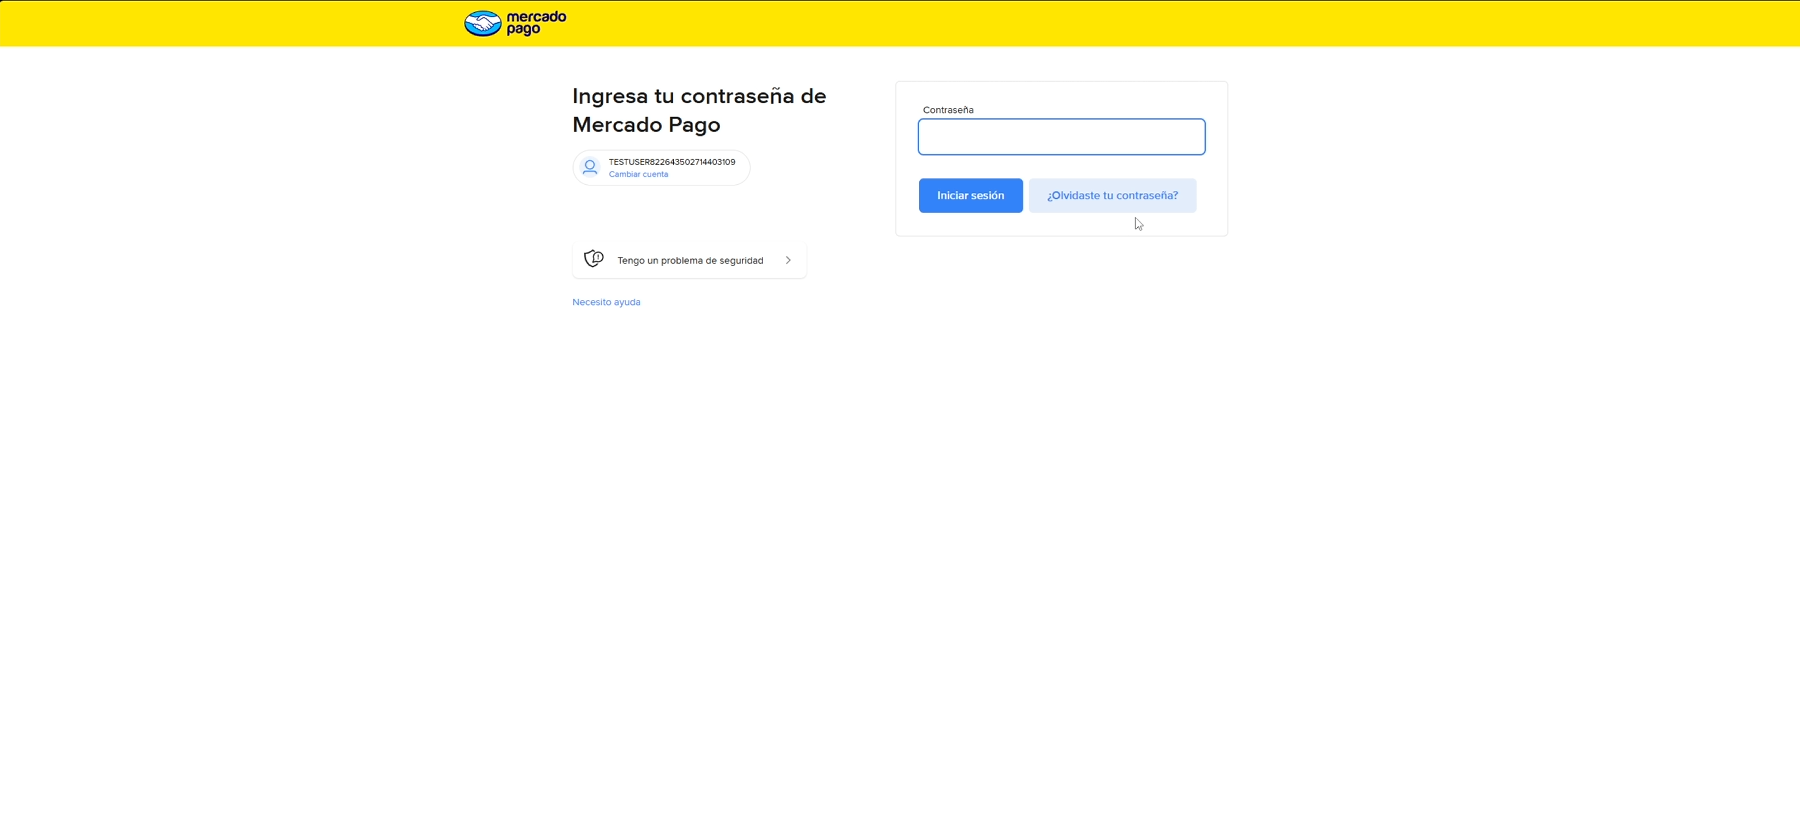 mercado
pago
Ingresa tu contraseña de
Mercado Pago
TESTUSER822643502714403109
Cambiar cuenta
Tengo un problema de seguridad
Necesito ayuda
Contraseña
Iniciar sesión
¿Olvidaste tu contraseña?